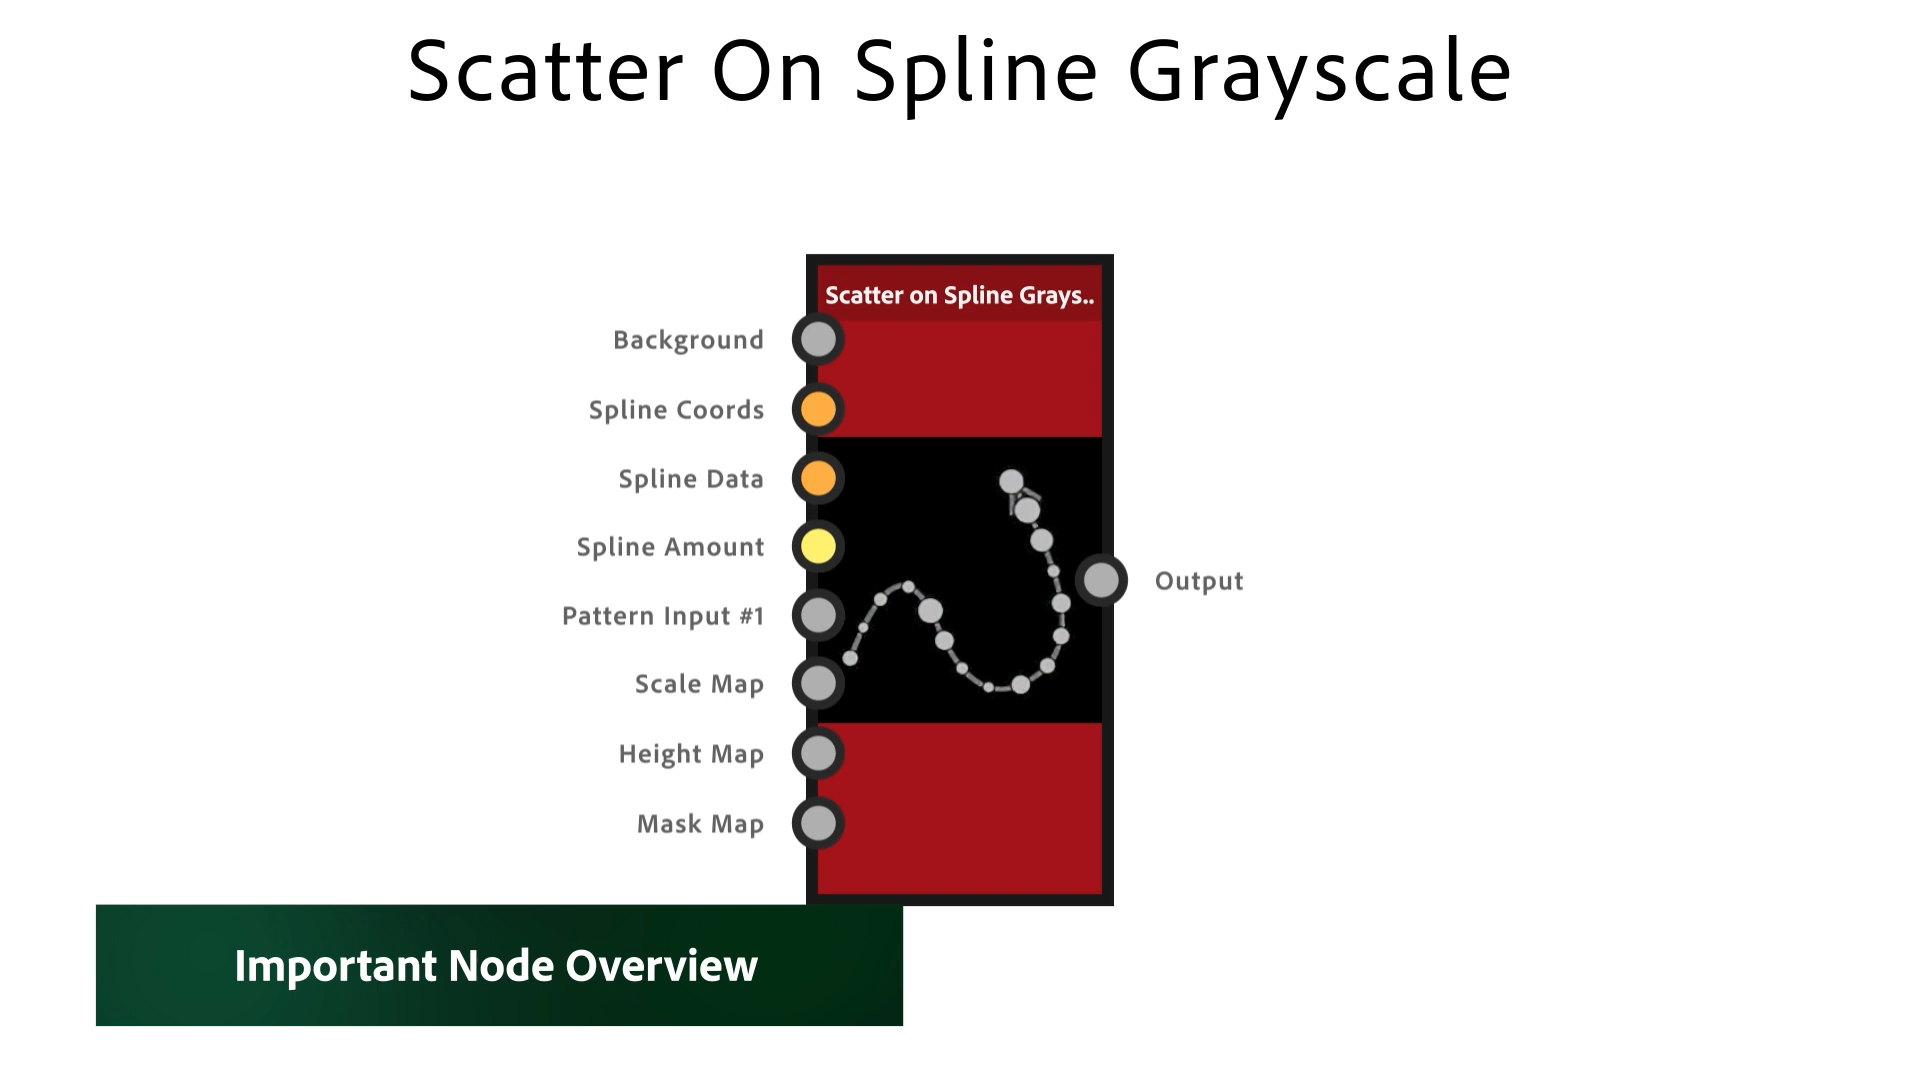 Scatter On Spline Grayscale
Scatter on Spline Grays..
Background
Spline Coords
Spline Data
Spline Amount
Pattern Input #1
Scale Map
Height Map
Mask Map
Output
Important Node Overview